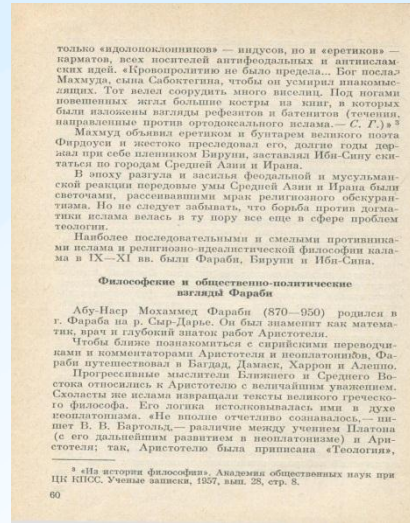 только «идолопоклонников» — индусов, но и «еретиков» —
карматов, всех носителей антифеодальных и антиислам-
ских идей. «Кровопролитию не было предела... Бог послал
Махмуда, сына Сабоктегина, чтобы он усмирил инакомыс-
лящих. Тот велел соорудить много виселиц. Под ногами
повешенных жгли большие костры из книг, в которых
были изложены взгляды рефезитов и батенитов (течения,
направленные против ортодоксального ислама.— С. Г.)» ³
Махмуд объявил еретиком и бунтарем великого поэта
Фирдоуси и жестоко преследовал его, долгие годы дер-
жал при себе пленником Бируни, заставлял Ибн-Сину ски-
таться по городам Средней Азии и Ирана.
В эпоху разгула и засилья феодальной и мусульман-
ской реакции передовые умы Средней Азии и Ирана были
светочами, рассеивавшими мрак религиозного обскуран-
тизма. Но не следует забывать, что борьба против догма-
тики ислама велась в ту пору все еще в сфере проблем
теологии.
Наиболее последовательными и смелыми противника-
ми ислама и религиозно-идеалистической философии кала-
ма в IX—XI вв. были Фараби, Бируни и Ибн-Сина.
Философские и общественно-политические
взгляды Фараби
Абу-Наср Мохаммед Фараби (870—950) родился в
г. Фараба на р. Сыр-Дарье. Он был знаменит как матема-
тик, врач и глубокий знаток работ Аристотеля.
Чтобы ближе познакомиться с сирийскими переводчи-
ками и комментаторами Аристотеля и неоплатоников, Фа-
раби путешествовал в Багдад, Дамаск, Харрон и Алеппо.
Прогрессивные мыслители Ближнего и Среднего Во-
стока относились к Аристотелю с величайшим уважением.
Схоласты же ислама извращали тексты великого греческо-
го философа. Его логика истолковывалась ими в духе
неоплатонизма. «Не вполне отчетливо сознавалось,— пи-
шет В. В. Бартольд,— различие между учением Платона
(с его дальнейшим развитием в неоплатонизме) и Ари-
стотеля; так, Аристотелю была приписана «Теология»,
³ «Из истории философии». Академия общественных наук при
ЦК КПСС. Ученые записки, 1957, вып. 28, стр. 8.
60